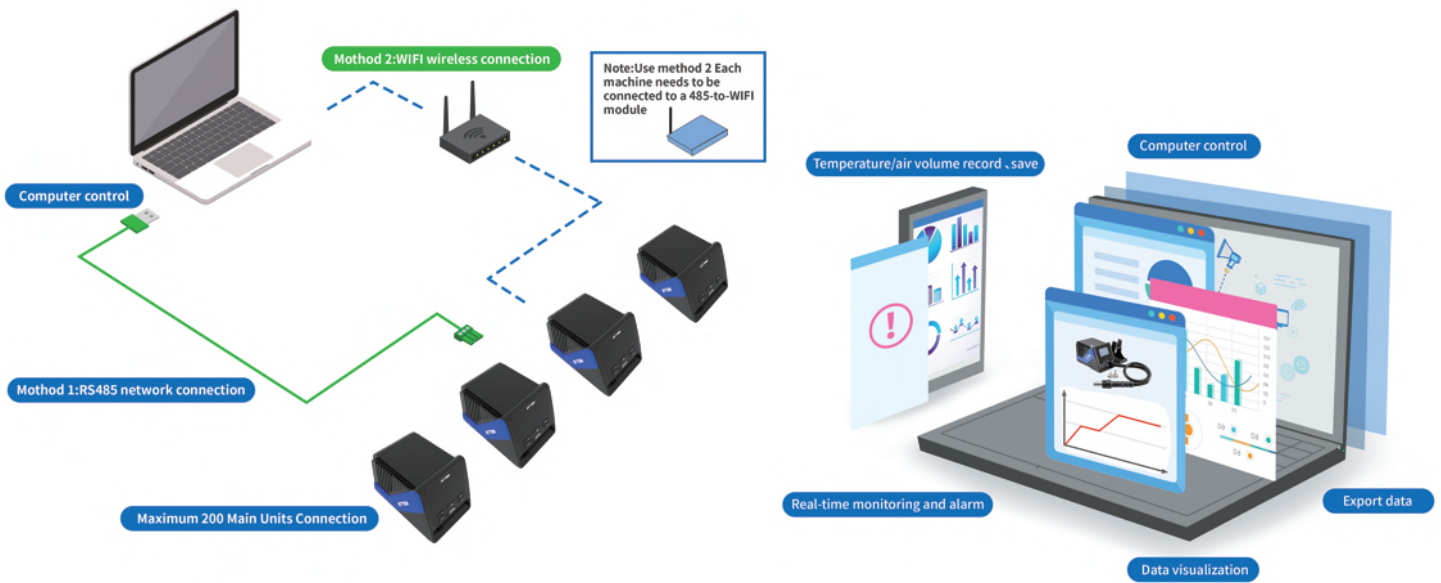 Mothod 2:WIFI wireless connection
Note:Use method 2 Each
machine needs to be
connected to a 485-to-WIFI
module
Computer control
Mothod 1:RS485 network connection
Maximum 200 Main Units Connection
Temperature/air volume record、save
Computer control
Real-time monitoring and alarm
Export data
Data visualization